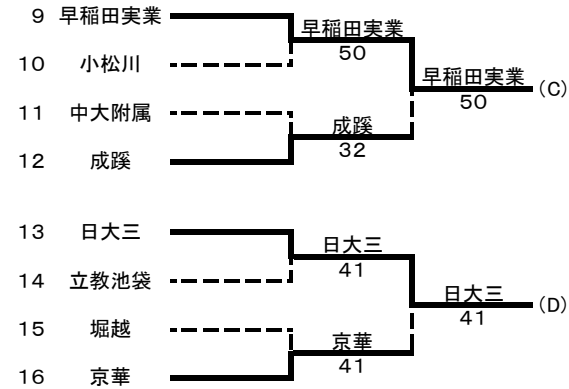 9 早稲田実業
早稲田実業
50
10 小松川
早稲田実業 (C)
50
11 中大附属
成蹊
32
12 成蹊
13 日大三
日大三
41
14 立教池袋
日大三 (D)
41
15 堀越
京華
41
16 京華